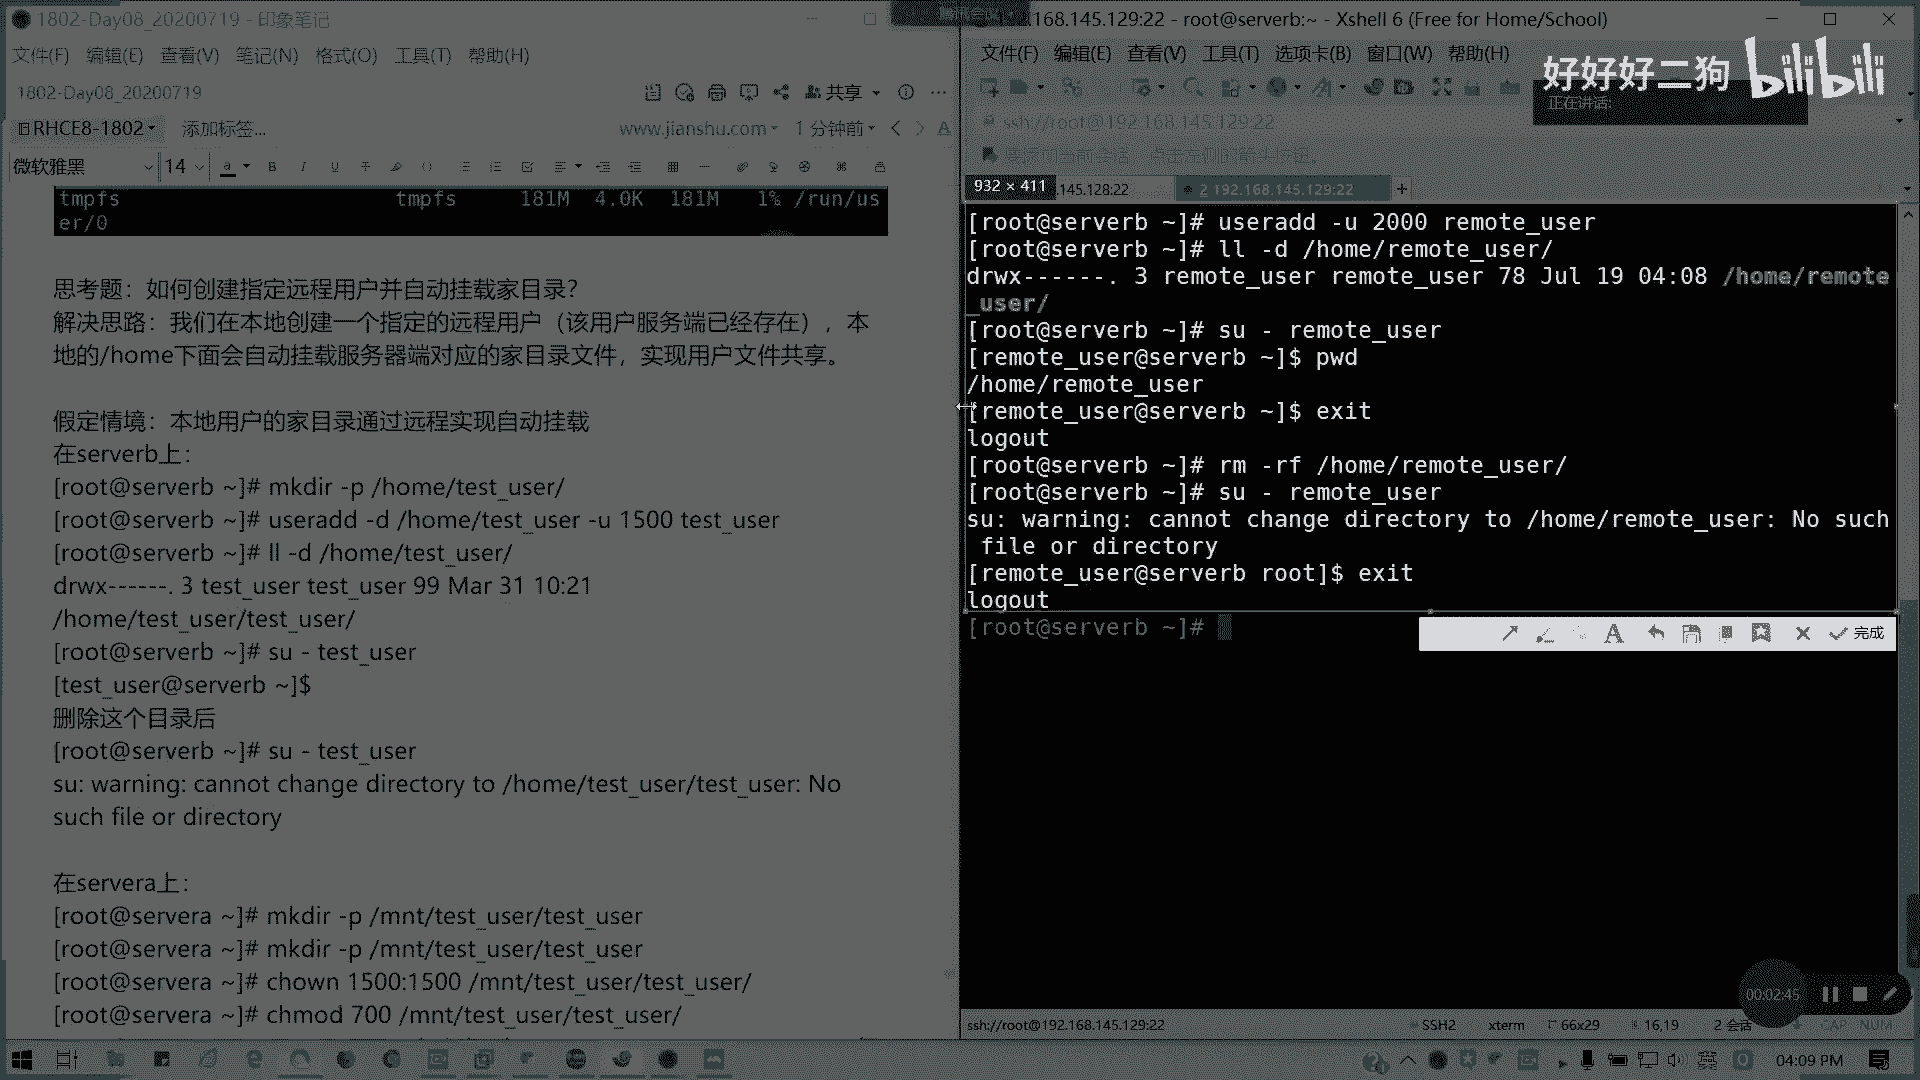 1802-Day08_20200719 - 印象笔记
文件(F) 编辑(E) 查看(V) 笔记(N) 格式(O) 工具(T) 帮助(H)
1802-Day08_20200719
共享
RHCE8-1802 添加标签...
www.jianshu.com 1 分钟前
微软雅黑 14
tmpfs tmpfs 181M 4.0K 181M 1% /run/us
er/0
思考题：如何创建指定远程用户并自动挂载家目录？
解决思路：我们在本地创建一个指定的远程用户（该用户服务端已经存在），本
地的/home下面会自动挂载服务器端对应的家目录文件，实现用户文件共享。
假定情境：本地用户的家目录通过远程实现自动挂载
在serverb上：
[root@serverb ~]# mkdir -p /home/test_user/
[root@serverb ~]# useradd -d /home/test_user -u 1500 test_user
[root@serverb ~]# ll -d /home/test_user/
drwx------. 3 test_user test_user 99 Mar 31 10:21
/home/test_user/test_user/
[root@serverb ~]# su - test_user
[test_user@serverb ~]$
删除这个目录后
[root@serverb ~]# su - test_user
su: warning: cannot change directory to /home/test_user/test_user: No
such file or directory
在servera上：
[root@servera ~]# mkdir -p /mnt/test_user/test_user
[root@servera ~]# mkdir -p /mnt/test_user/test_user
[root@servera ~]# chown 1500:1500 /mnt/test_user/test_user/
[root@servera ~]# chmod 700 /mnt/test_user/test_user/
168.145.129:22 - root@serverb:~ - Xshell 6 (Free for Home/School)
文件(F) 编辑(E) 查看(V) 工具(T) 选项卡(B) 窗口(W) 帮助(H)
好好好二狗 bilibili
正在讲话:
ssh://root@192.168.145.129:22
932 × 411 .145.128:22 2 192.168.145.129:22 +
[root@serverb ~]# useradd -u 2000 remote_user
[root@serverb ~]# ll -d /home/remote_user/
drwx------. 3 remote_user remote_user 78 Jul 19 04:08 /home/remote
_user/
[root@serverb ~]# su - remote_user
[remote_user@serverb ~]$ pwd
/home/remote_user
[remote_user@serverb ~]$ exit
logout
[root@serverb ~]# rm -rf /home/remote_user/
[root@serverb ~]# su - remote_user
su: warning: cannot change directory to /home/remote_user: No such
 file or directory
[remote_user@serverb root]$ exit
logout
[root@serverb ~]#
完成
00:02:45
ssh://root@192.168.145.129:22 SSH2 xterm 66x29 16,19 2 会话 CAP NUM
英 04:09 PM